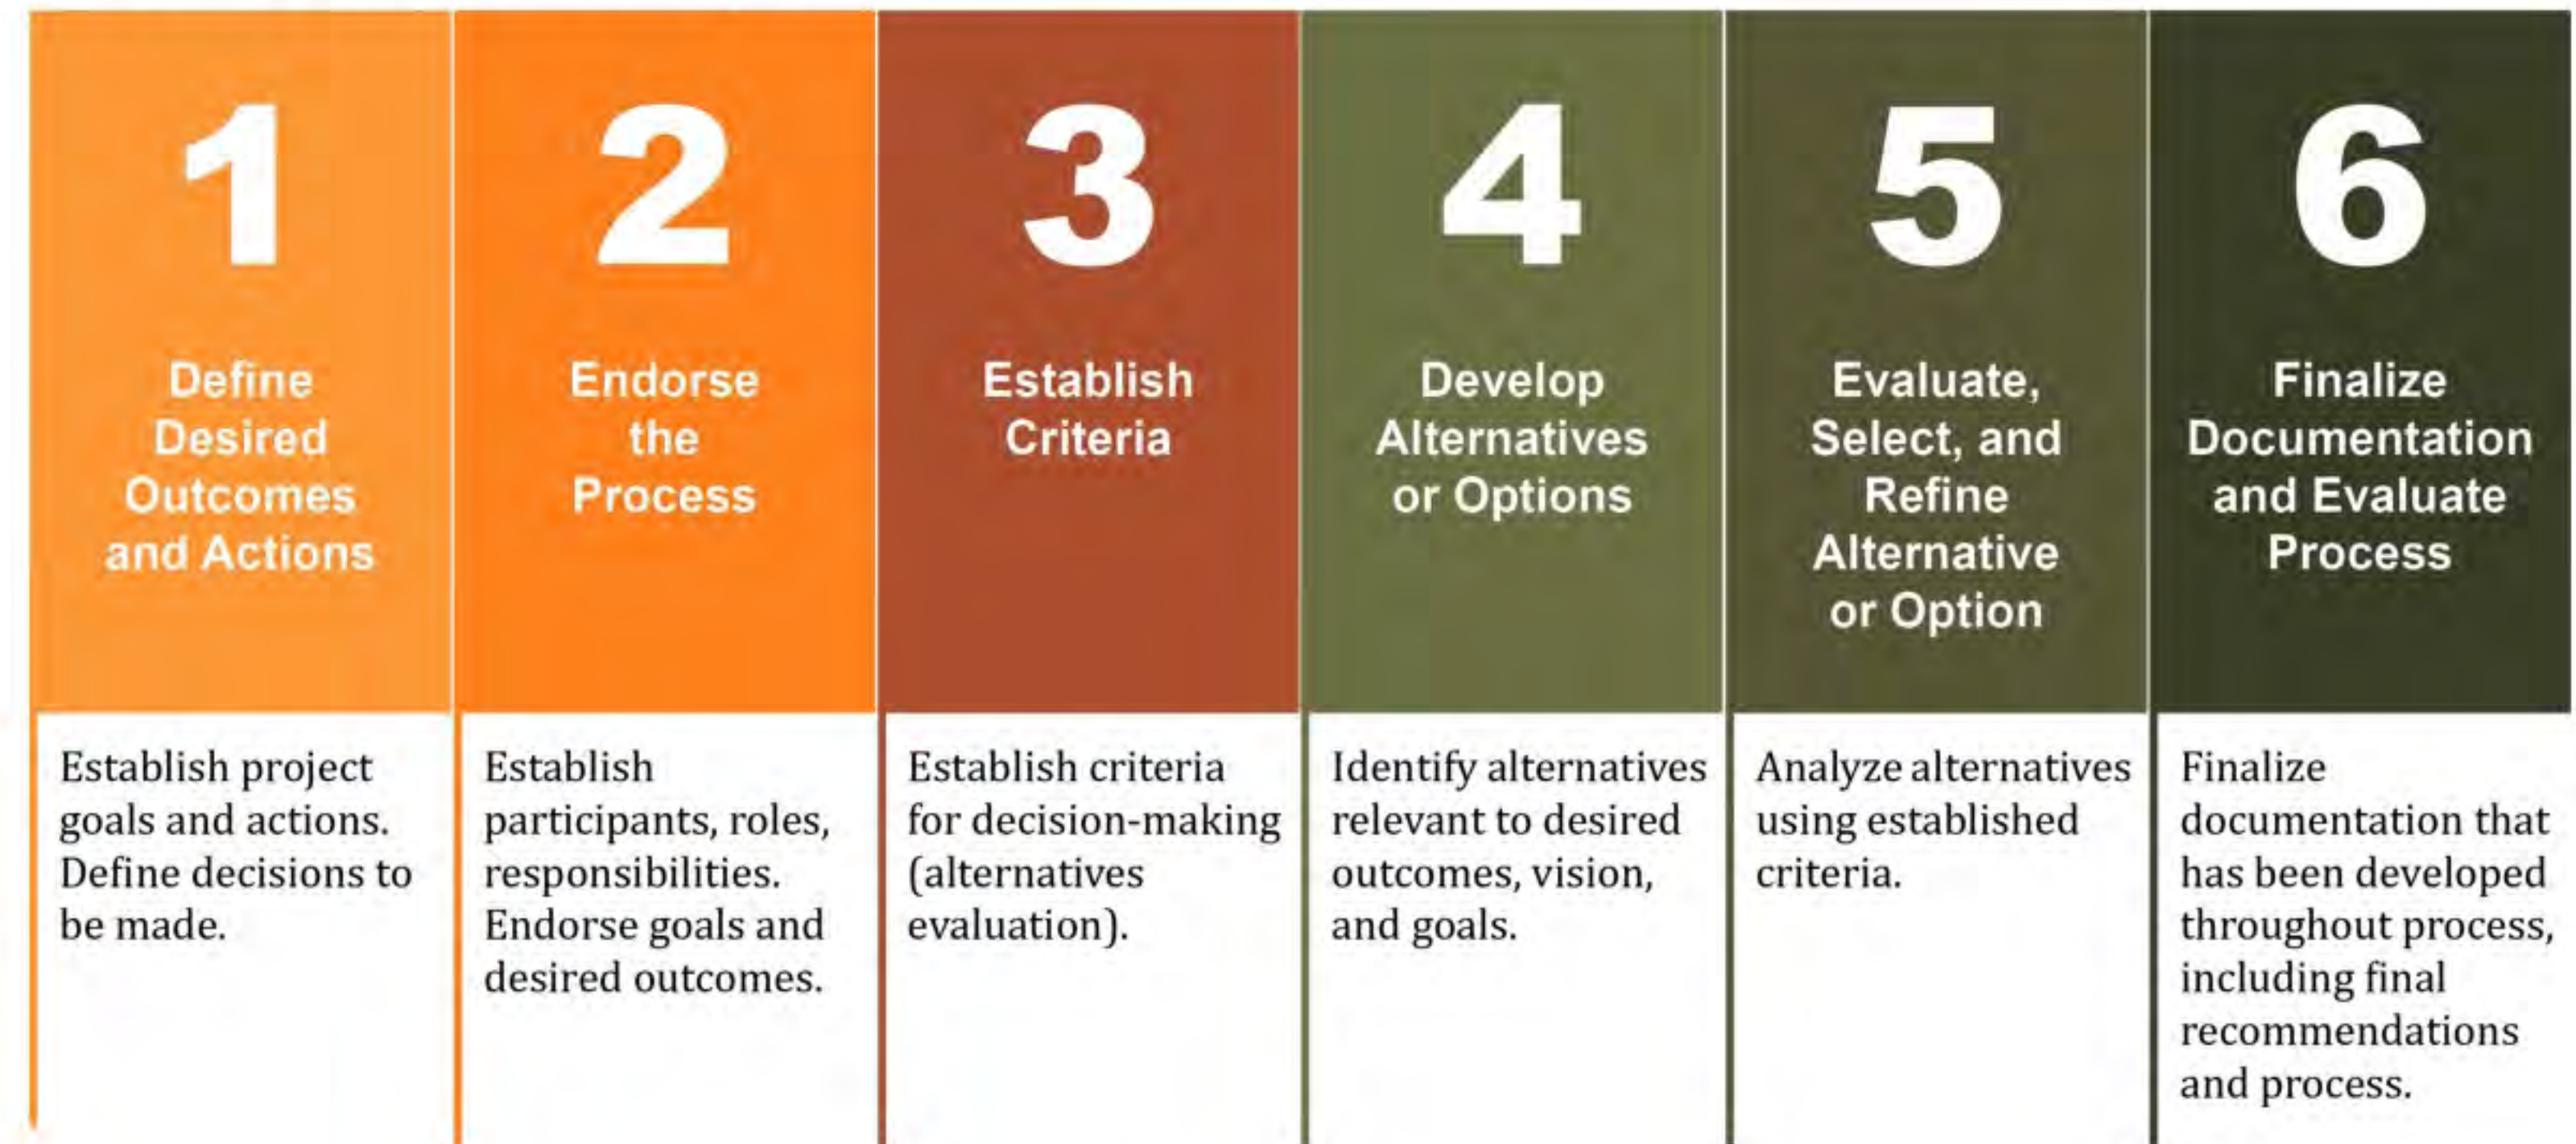 1
Define
Desired
Outcomes
and Actions
Establish project
goals and actions.
Define decisions to
be made.
2
Endorse
the
Process
Establish
participants, roles,
responsibilities.
Endorse goals and
desired outcomes.
3
Establish
Criteria
Establish criteria
for decision-making
(alternatives
evaluation).
4
Develop
Alternatives
or Options
Identify alternatives
relevant to desired
outcomes, vision,
and goals.
5
Evaluate,
Select, and
Refine
Alternative
or Option
Analyze alternatives
using established
criteria.
6
Finalize
Documentation
and Evaluate
Process
Finalize
documentation that
has been developed
throughout process,
including final
recommendations
and process.